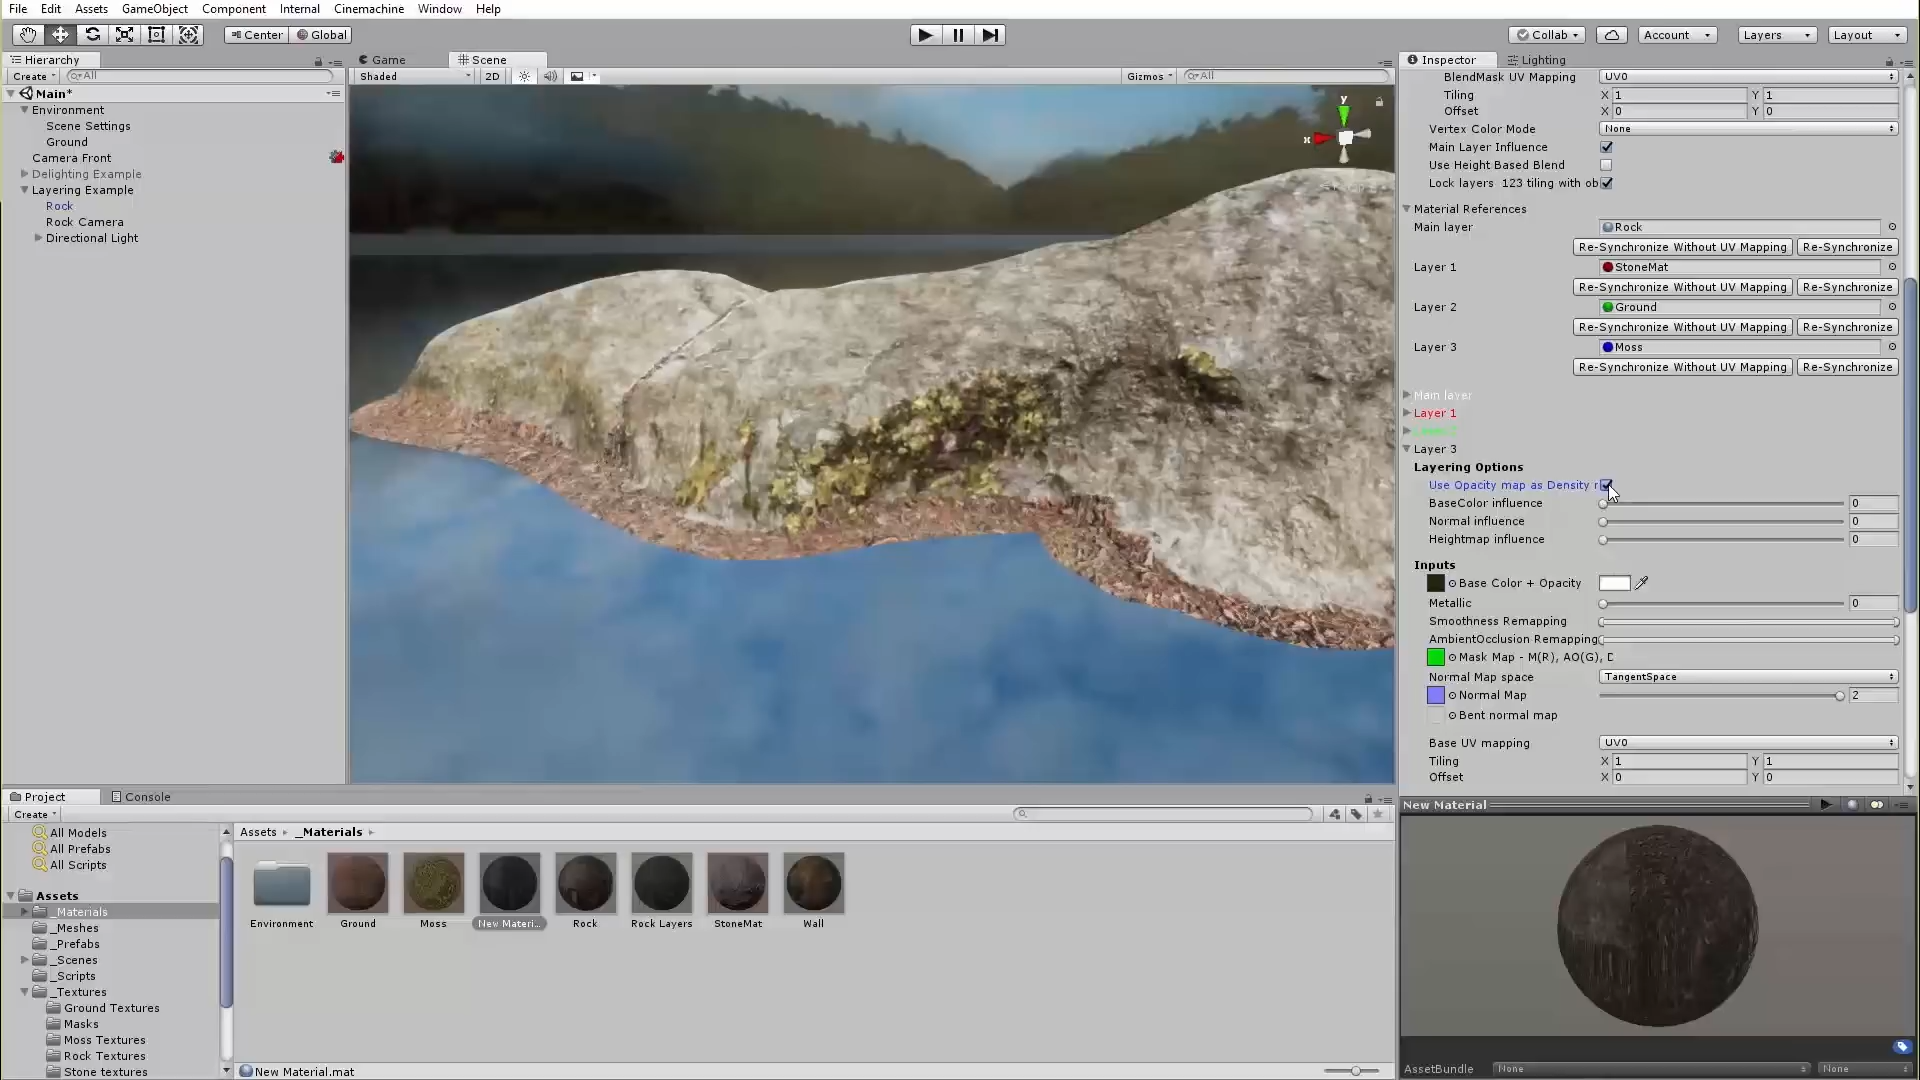 File Edit Assets GameObject Component Internal Cinemachine Window Help
Center Global Collab Account Layers Layout
Hierarchy
Create All
Main*
Environment
Scene Settings
Ground
Camera Front
Delighting Example
Layering Example
Rock
Rock Camera
Directional Light
Game Scene
Shaded 2D Gizmos All
y
x
Inspector Lighting
BlendMask UV Mapping UV0
Tiling X 1 Y 1
Offset X 0 Y 0
Vertex Color Mode None
Main Layer Influence
Use Height Based Blend
Lock layers 123 tiling with ob
Material References
Main layer Rock
Re-Synchronize Without UV Mapping Re-Synchronize
Layer 1 StoneMat
Re-Synchronize Without UV Mapping Re-Synchronize
Layer 2 Ground
Re-Synchronize Without UV Mapping Re-Synchronize
Layer 3 Moss
Re-Synchronize Without UV Mapping Re-Synchronize
Main layer
Layer 1
Layer 2
Layer 3
Layering Options
Use Opacity map as Density
BaseColor influence 0
Normal influence 0
Heightmap influence 0
Inputs
Base Color + Opacity
Metallic 0
Smoothness Remapping
AmbientOcclusion Remapping
Mask Map - M(R), AO(G), D
Normal Map space TangentSpace
Normal Map 2
Bent normal map
Base UV mapping UV0
Tiling X 1 Y 1
Offset X 0 Y 0
New Material
AssetBundle None None
Project Console
Create
All Models
All Prefabs
All Scripts
Assets
_Materials
_Meshes
_Prefabs
_Scenes
_Scripts
_Textures
Ground Textures
Masks
Moss Textures
Rock Textures
Stone textures
Assets _Materials
Environment Ground Moss New Materi... Rock Rock Layers StoneMat Wall
New Material.mat